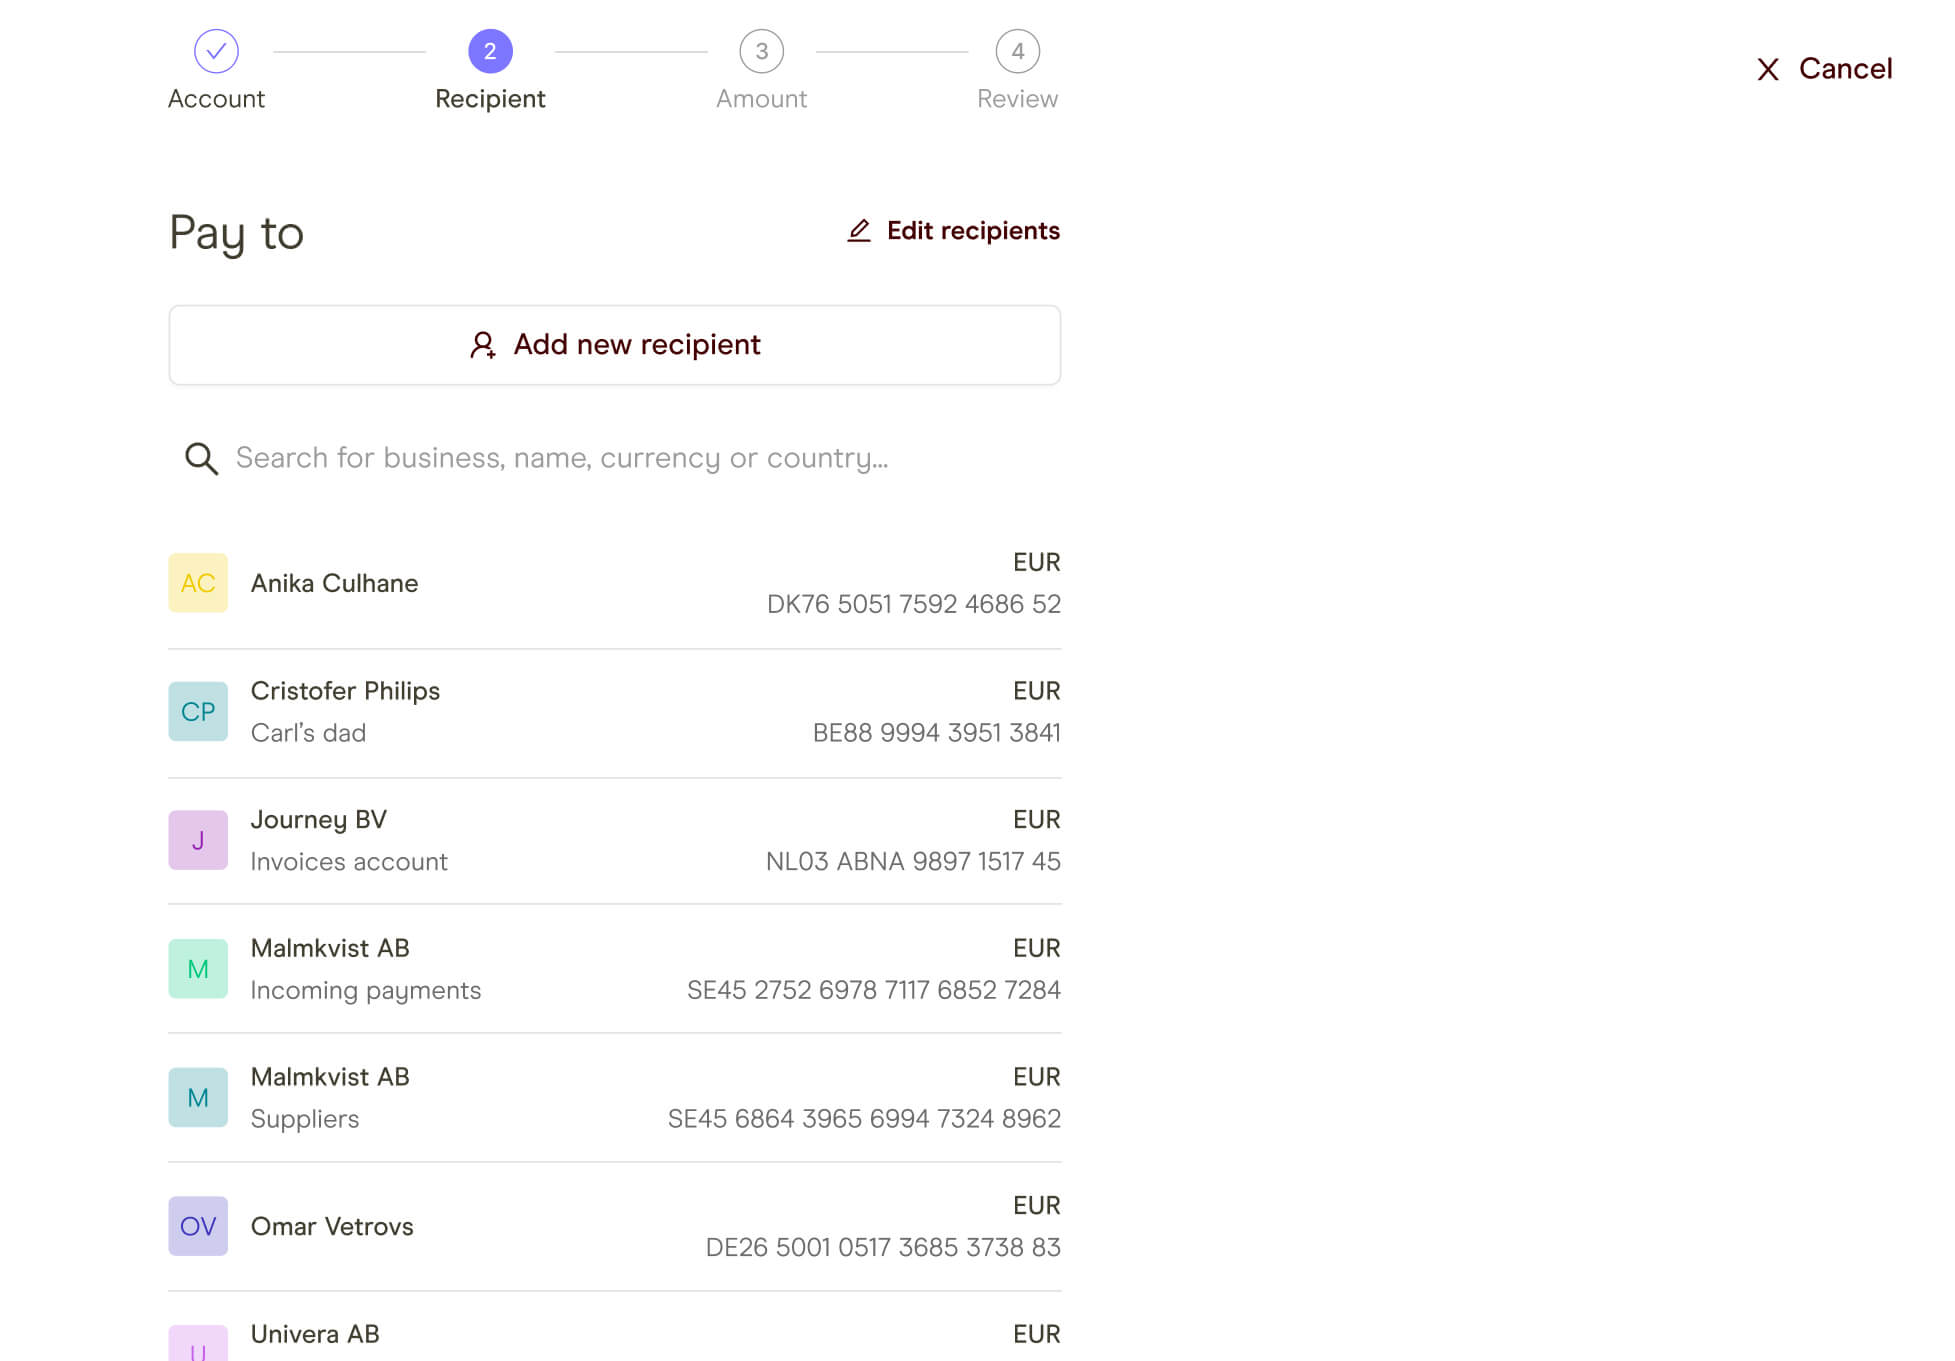 2
3
4
Account
Recipient
Amount
Review
Cancel
Pay to
Edit recipients
Add new recipient
Search for business, name, currency or country...
AC
Anika Culhane
EUR
DK76 5051 7592 4686 52
CP
Cristofer Philips
EUR
Carl's dad
BE88 9994 3951 3841
J
Journey BV
EUR
Invoices account
NL03 ABNA 9897 1517 45
M
Malmkvist AB
EUR
Incoming payments
SE45 2752 6978 7117 6852 7284
M
Malmkvist AB
EUR
Suppliers
SE45 6864 3965 6994 7324 8962
OV
Omar Vetrovs
EUR
DE26 5001 0517 3685 3738 83
U
Univera AB
EUR